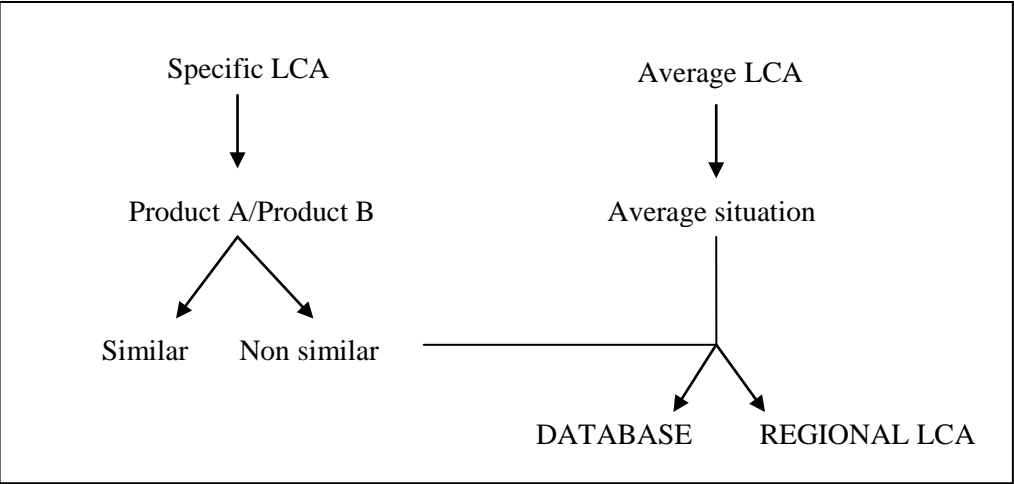 Specific LCA
Average LCA
Product A/Product B
Average situation
Similar
Non similar
DATABASE
REGIONAL LCA